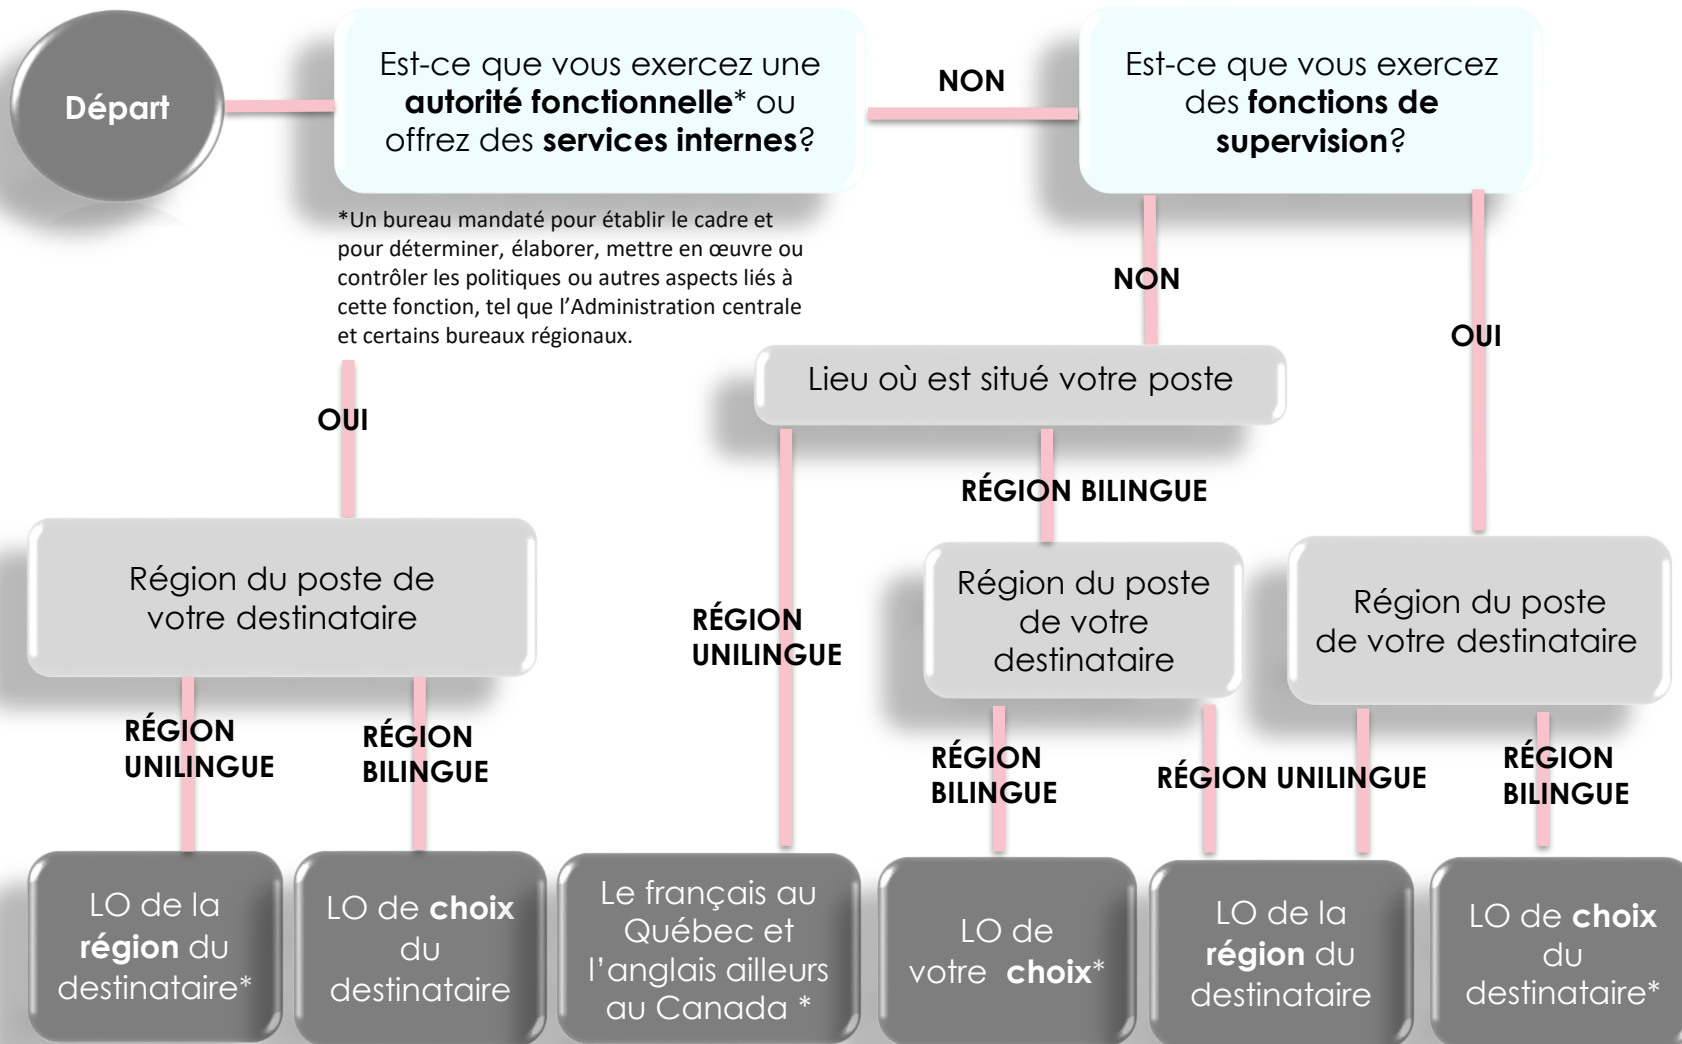 Départ
Est-ce que vous exercez une
autorité fonctionnelle* ou
offrez des services internes?
NON
Est-ce que vous exercez
des fonctions de
supervision?
*Un bureau mandaté pour établir le cadre et
pour déterminer, élaborer, mettre en œuvre ou
contrôler les politiques ou autres aspects liés à
cette fonction, tel que l’Administration centrale
et certains bureaux régionaux.
NON
OUI
Lieu où est situé votre poste
OUI
RÉGION BILINGUE
Région du poste de
votre destinataire
RÉGION
UNILINGUE
Région du poste
de votre
destinataire
Région du poste
de votre destinataire
RÉGION
UNILINGUE
RÉGION
BILINGUE
RÉGION
BILINGUE
RÉGION UNILINGUE
RÉGION
BILINGUE
LO de la
région du
destinataire*
LO de choix
du
destinataire
Le français au
Québec et
l’anglais ailleurs
au Canada *
LO de
votre choix*
LO de la
région du
destinataire
LO de choix
du
destinataire*